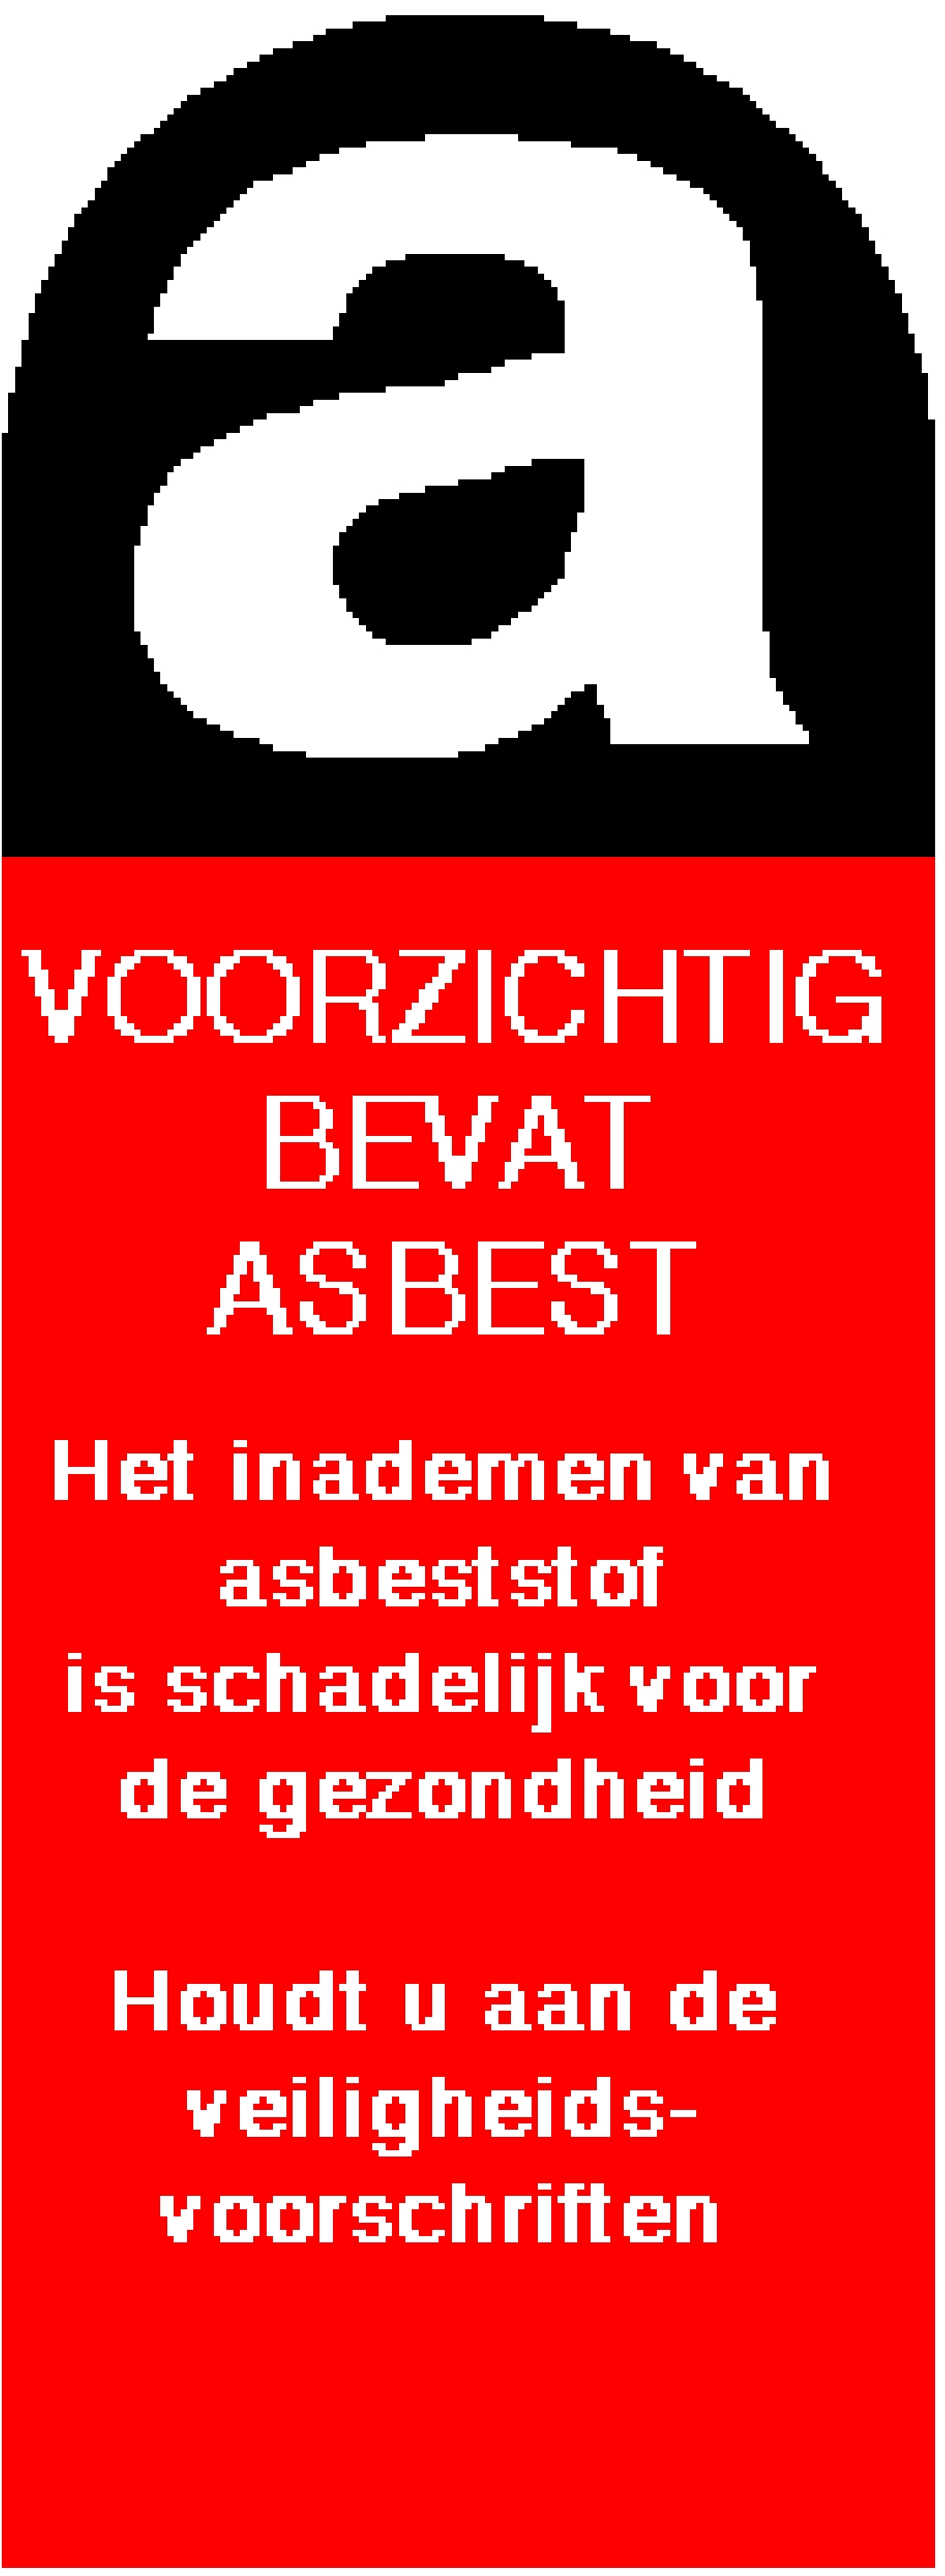 a
VOORZICHTIG
BEVAT
ASBEST
Het inademen van
asbeststof
is schadelijk voor
de gezondheid
Houdt u aan de
veiligheids-
voorschriften